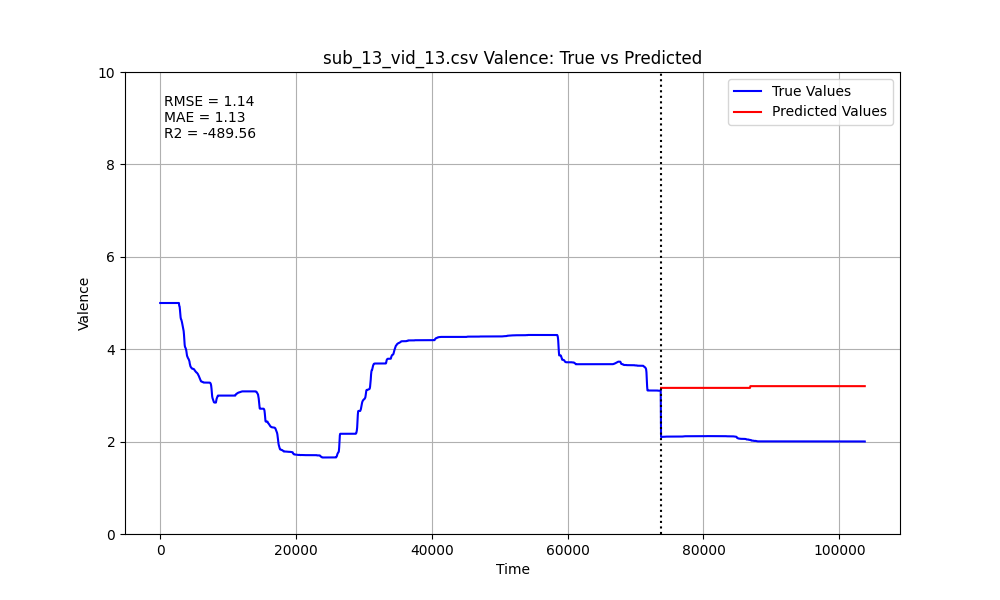 sub_13_vid_13.csv Valence: True vs Predicted
10
8
6
4
2
0
Valence
RMSE = 1.14
MAE = 1.13
R2 = -489.56
True Values
Predicted Values
0 20000 40000 60000 80000 100000
Time